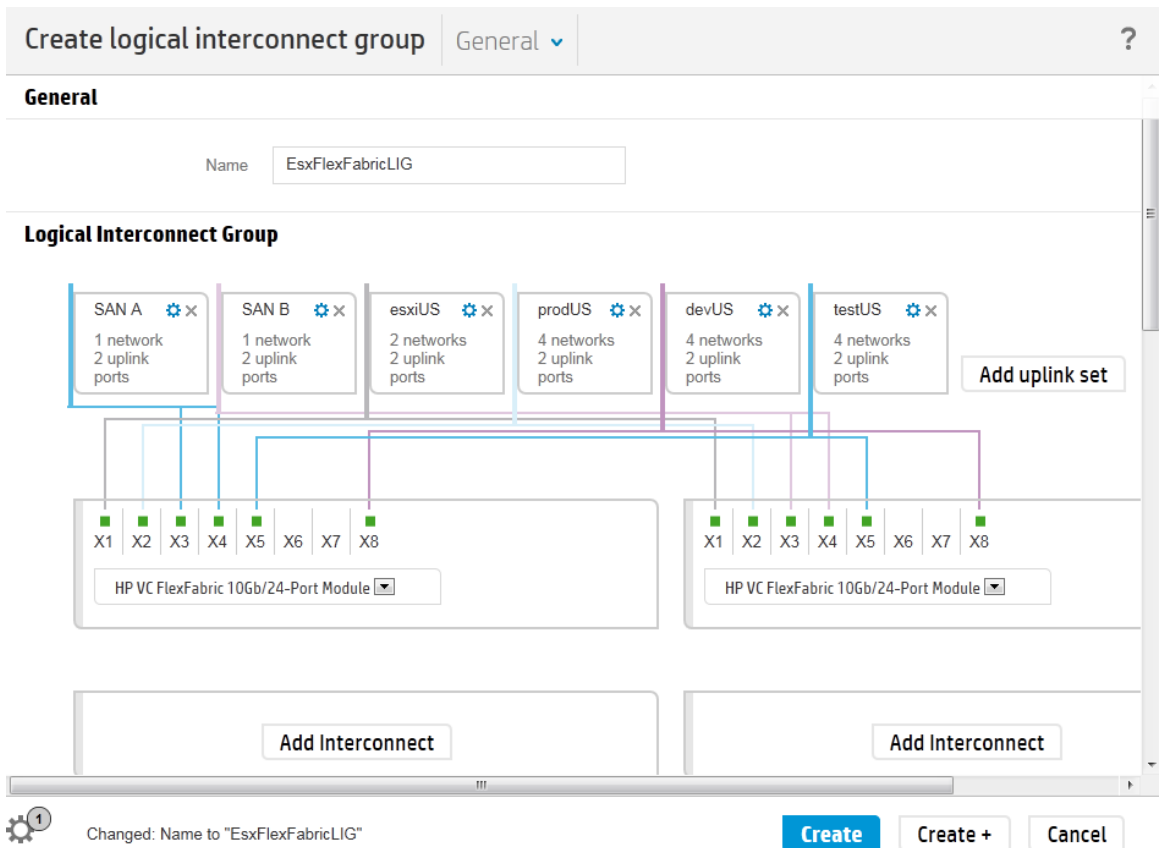 Create logical interconnect group General ?
General
Name EsxFlexFabricLIG
Logical Interconnect Group
SAN A
1 network
2 uplink
ports
SAN B
1 network
2 uplink
ports
esxiUS
2 networks
2 uplink
ports
prodUS
4 networks
2 uplink
ports
devUS
4 networks
2 uplink
ports
testUS
4 networks
2 uplink
ports
Add uplink set
X1 X2 X3 X4 X5 X6 X7 X8
HP VC FlexFabric 10Gb/24-Port Module
X1 X2 X3 X4 X5 X6 X7 X8
HP VC FlexFabric 10Gb/24-Port Module
Add Interconnect
Add Interconnect
1
Changed: Name to "EsxFlexFabricLIG"
Create
Create +
Cancel